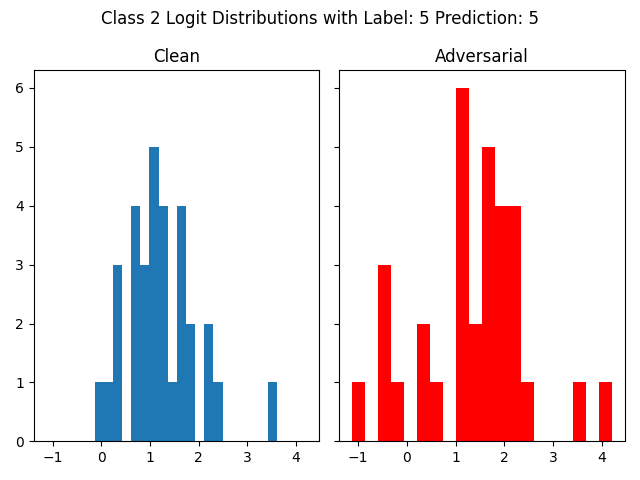 Class 2 Logit Distributions with Label: 5 Prediction: 5
Clean
Adversarial
6
5
4
3
2
1
0
−1 0 1 2 3 4
−1 0 1 2 3 4